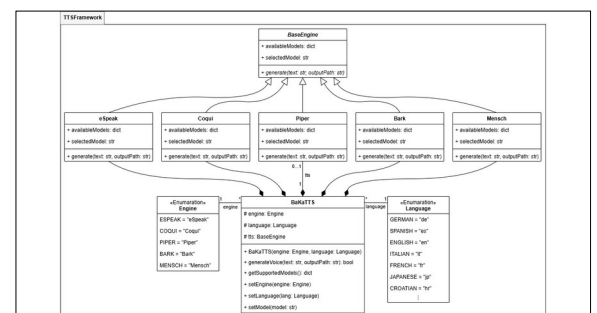 TTSFramework
BaseEngine
+ availableModels: dict
+ selectedModel: str
+ generate(text: str, outputPath: str)
eSpeak
+ availableModels: dict
+ selectedModel: str
+ generate(text: str, outputPath: str)
Coqui
+ availableModels: dict
+ selectedModel: str
+ generate(text: str, outputPath: str)
Piper
+ availableModels: dict
+ selectedModel: str
+ generate(text: str, outputPath: str)
Bark
+ availableModels: dict
+ selectedModel: str
+ generate(text: str, outputPath: str)
Mensch
+ availableModels: dict
+ selectedModel: str
+ generate(text: str, outputPath: str)
0...1
tts
1
«Enumaration»
Engine
ESPEAK = "eSpeak"
COQUI = "Coqui"
PIPER = "Piper"
BARK = "Bark"
MENSCH = "Mensch"
1
*
engine
BaKaTTS
# engine: Engine
# language: Language
# tts: BaseEngine
+ BaKaTTS(engine: Engine, language: Language)
+ generateVoice(text: str, outputPath: str): bool
+ getSupportedModels(): dict
+ setEngine(engine: Engine)
+ setLanguage(lang: Language)
+ setModel(model: str)
*
1
language
«Enumaration»
Language
GERMAN = "de"
SPANISH = "es"
ENGLISH = "en"
ITALIAN = "it"
FRENCH = "fr"
JAPANESE = "jp"
CROATIAN = "hr"